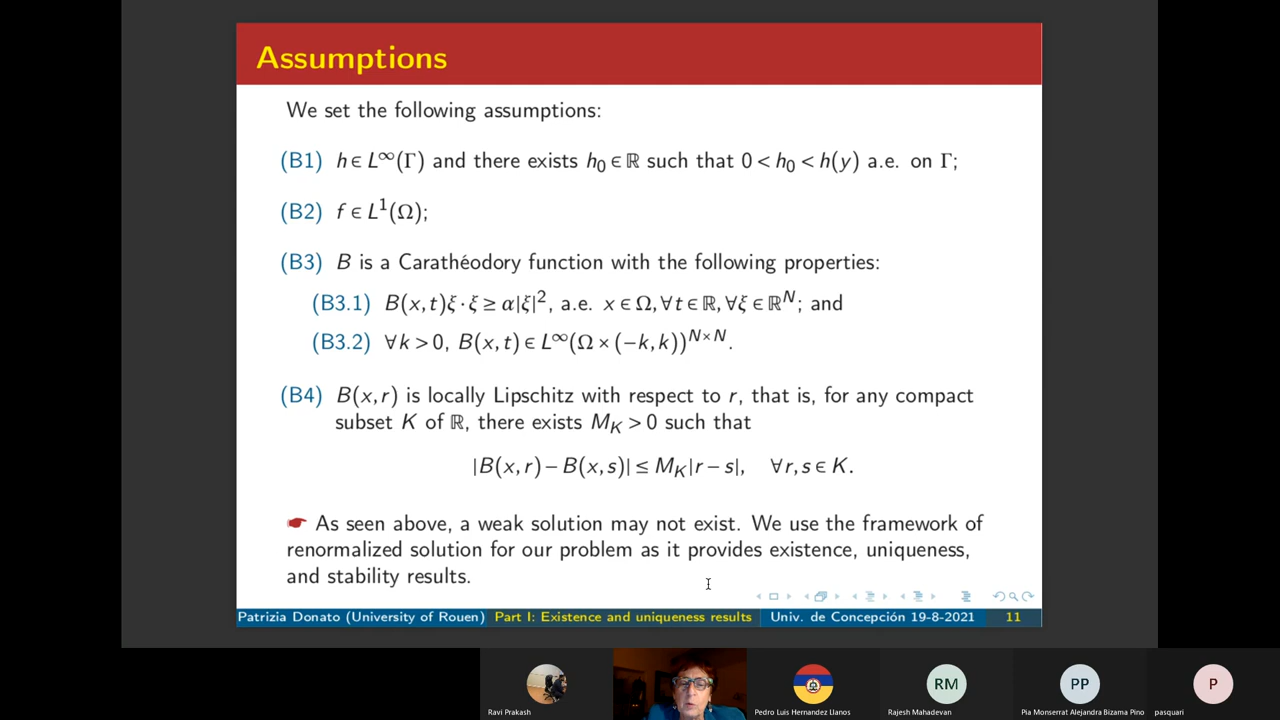 Assumptions
We set the following assumptions:
(B1) h ∈ L^∞(Γ) and there exists h₀ ∈ ℝ such that 0 < h₀ < h(y) a.e. on Γ;
(B2) f ∈ L¹(Ω);
(B3) B is a Carathéodory function with the following properties:
(B3.1) B(x,t)ξ·ξ ≥ α|ξ|², a.e. x ∈ Ω, ∀t ∈ ℝ, ∀ξ ∈ ℝ^N; and
(B3.2) ∀k > 0, B(x,t) ∈ L^∞(Ω × (−k,k))^{N×N}.
(B4) B(x,r) is locally Lipschitz with respect to r, that is, for any compact
subset K of ℝ, there exists M_K > 0 such that
|B(x,r) − B(x,s)| ≤ M_K|r − s|, ∀r,s ∈ K.
As seen above, a weak solution may not exist. We use the framework of
renormalized solution for our problem as it provides existence, uniqueness,
and stability results.
Patrizia Donato (University of Rouen) Part I: Existence and uniqueness results Univ. de Concepción 19-8-2021 11
RM PP P
Ravi Prakash Pedro Luis Hernandez Llanos Rajesh Mahadevan Pia Monserrat Alejandra Bizama Pino pasquari